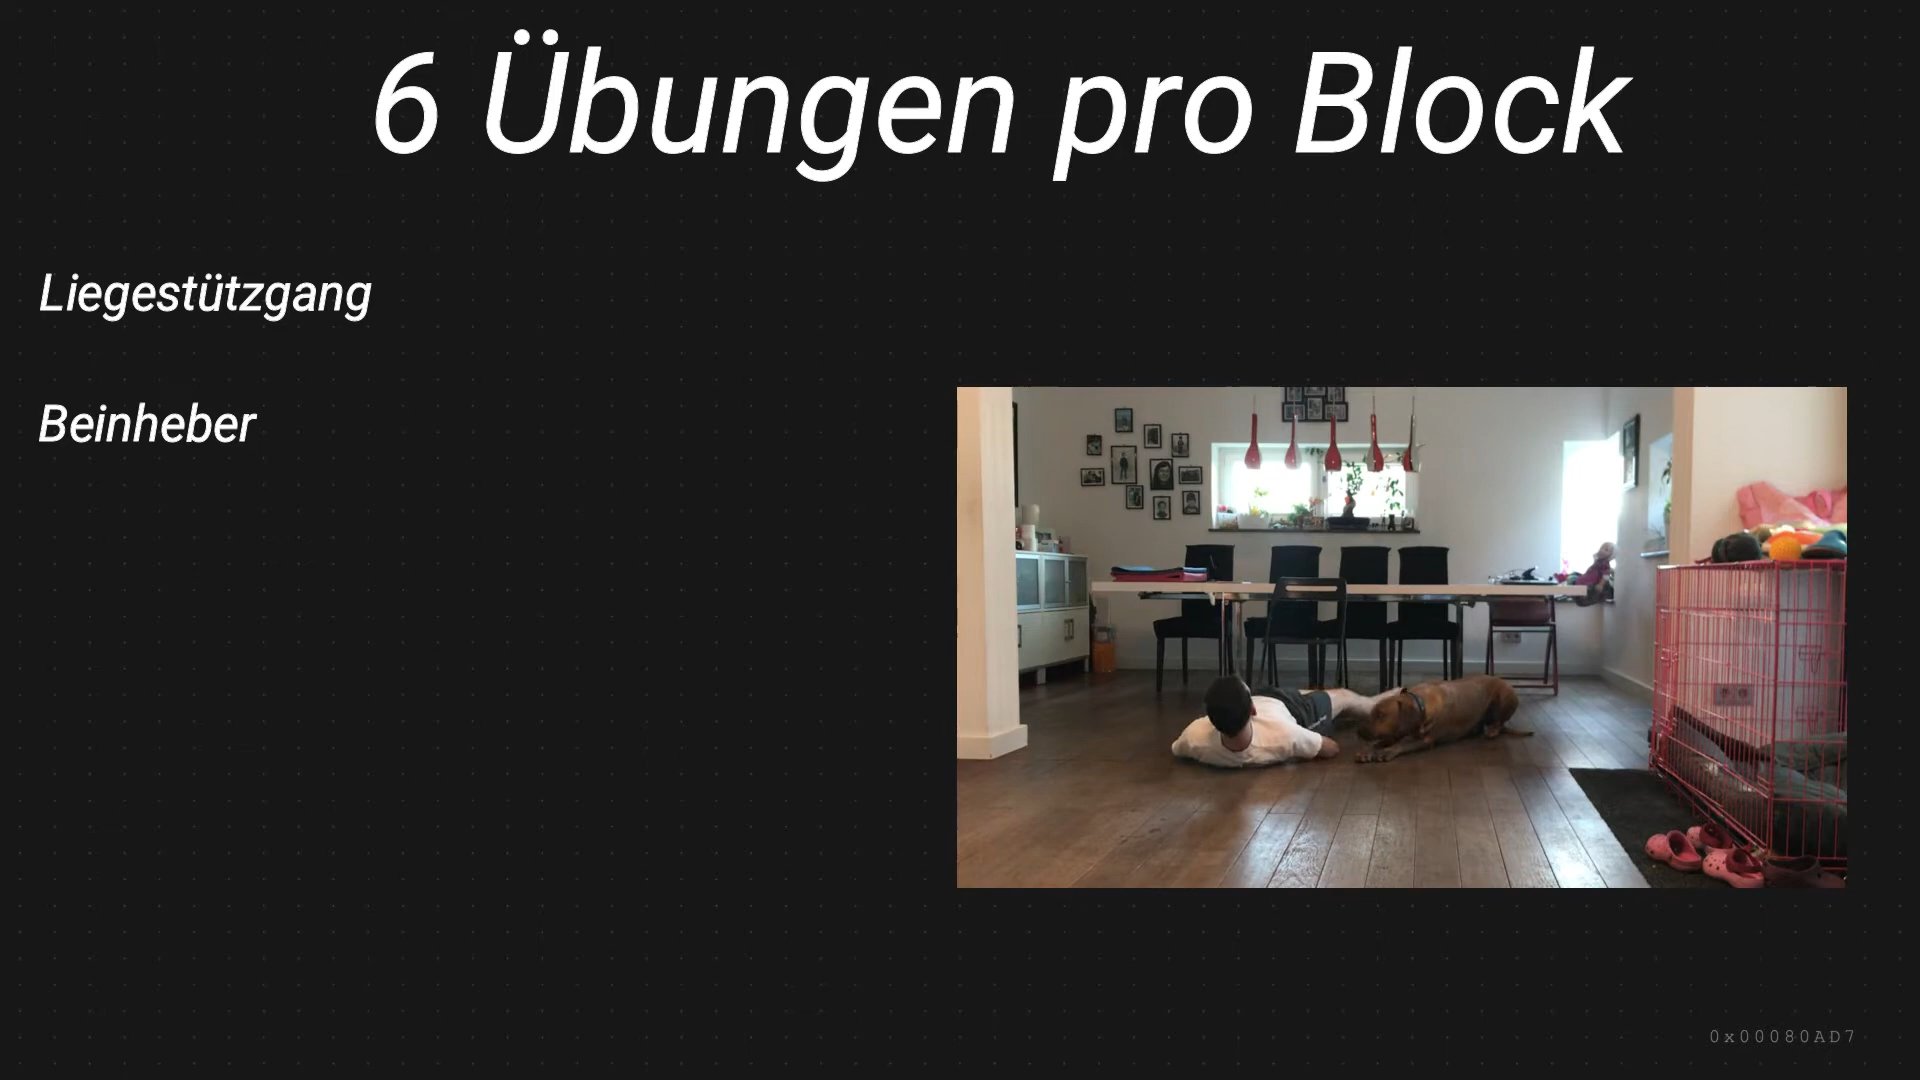 6 Übungen pro Block
Liegestützgang
Beinheber
0x00080AD7